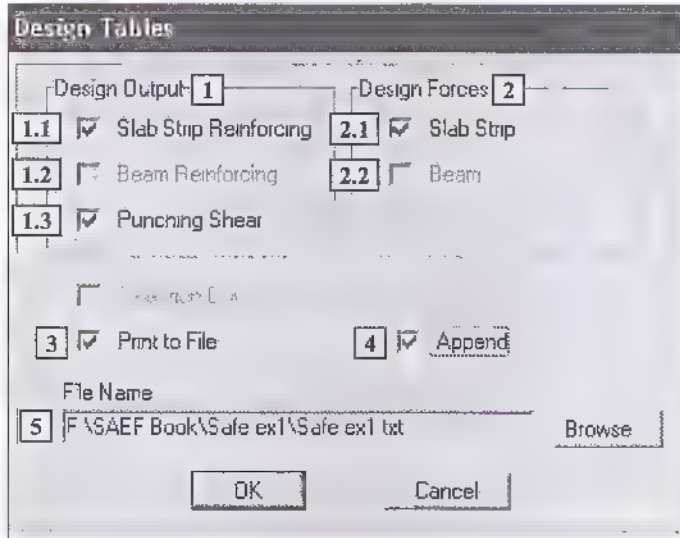 Design Tables
Design Output 1 Design Forces 2
1.1 Slab Strip Reinforcing 2.1 Slab Strip
1.2 Beam Reinforcing 2.2 Beam
1.3 Punching Shear
3 Print to File 4 Append
File Name
5 F \SAEF Book\Safe ex1\Safe ex1 txt Browse
OK Cancel